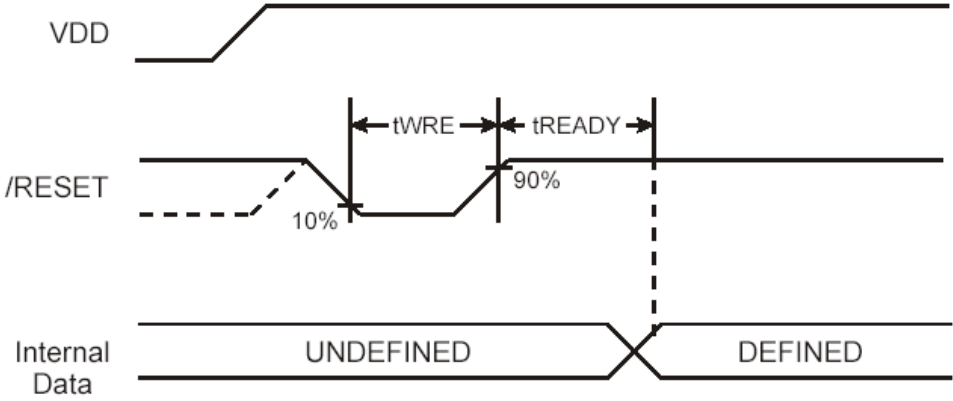 VDD
tWRE
tREADY
/RESET
90%
10%
Internal
Data
UNDEFINED
DEFINED